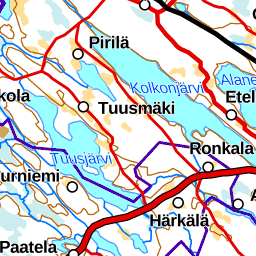 Pirilä
Kolkonjärvi
Alane
kola
Tuusmäki
Etel
Tuusjärvi
Ronkala
urniemi
A
Härkälä
Paatela